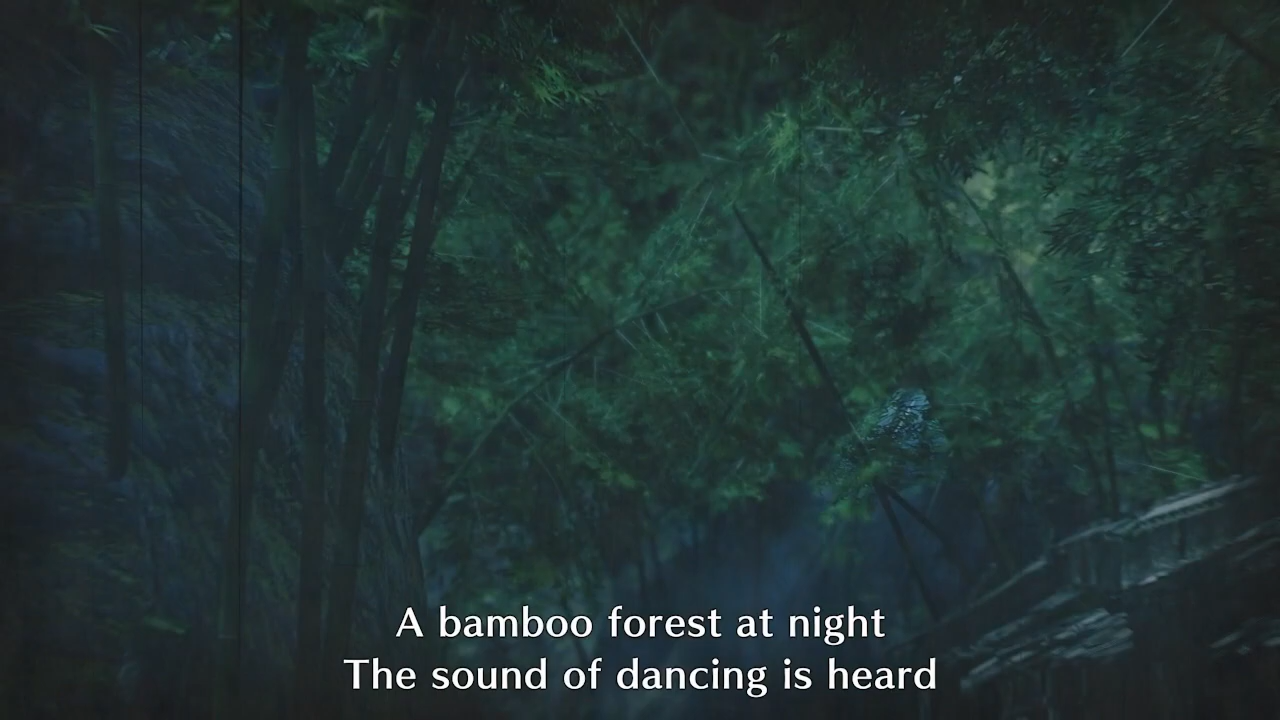 A bamboo forest at night
The sound of dancing is heard